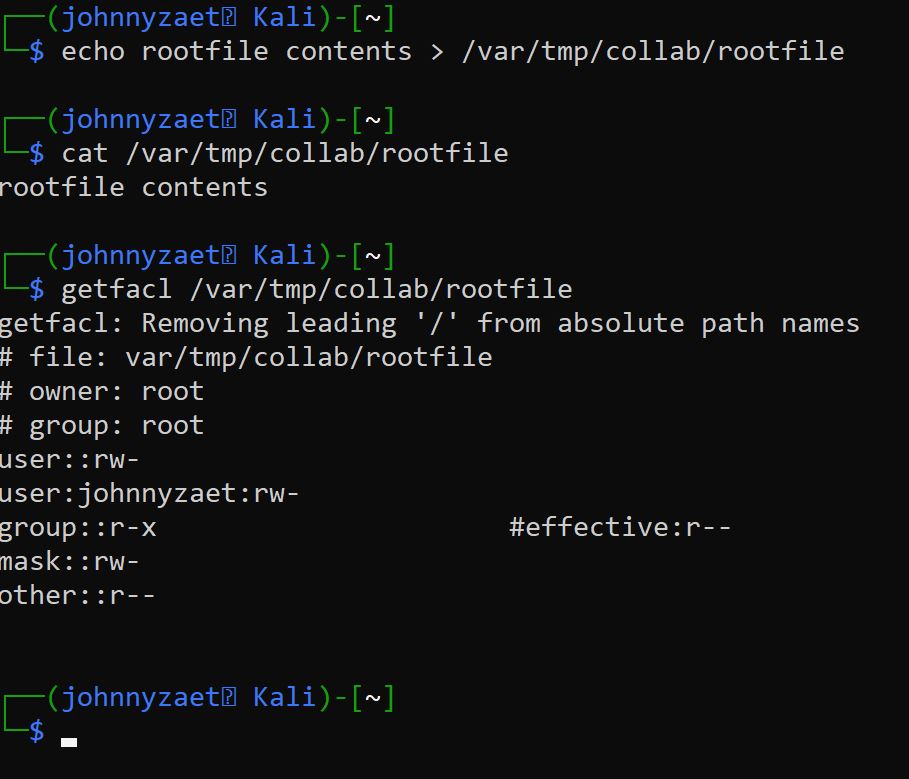 ┌──(johnnyzaet㉿ Kali)-[~]
└─$ echo rootfile contents > /var/tmp/collab/rootfile
┌──(johnnyzaet㉿ Kali)-[~]
└─$ cat /var/tmp/collab/rootfile
rootfile contents
┌──(johnnyzaet㉿ Kali)-[~]
└─$ getfacl /var/tmp/collab/rootfile
getfacl: Removing leading '/' from absolute path names
# file: var/tmp/collab/rootfile
# owner: root
# group: root
user::rw-
user:johnnyzaet:rw-
group::r-x                      #effective:r--
mask::rw-
other::r--
┌──(johnnyzaet㉿ Kali)-[~]
└─$